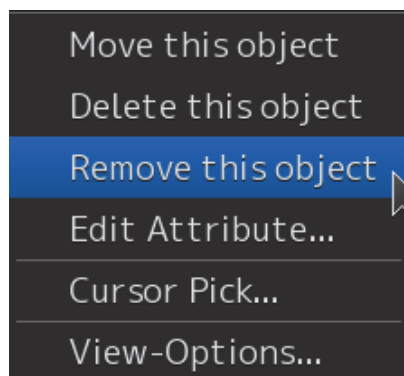 Move this object
Delete this object
Remove this object
Edit Attribute...
Cursor Pick...
View-Options...